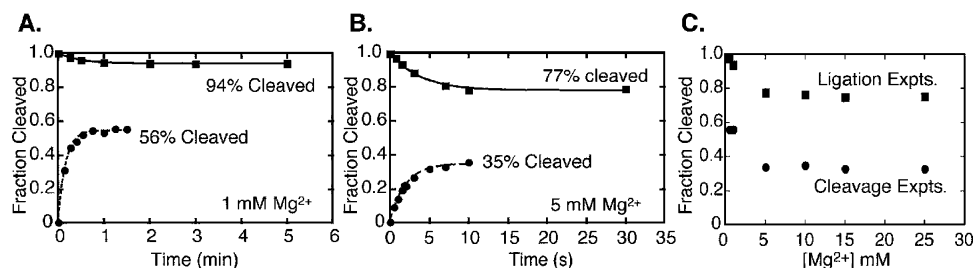 A.
Fraction Cleaved
1.0
0.8
0.6
0.4
0.2
0
94% Cleaved
56% Cleaved
1 mM Mg²⁺
0 1 2 3 4 5 6
Time (min)
B.
1.0
0.8
0.6
0.4
0.2
0
77% cleaved
35% Cleaved
5 mM Mg²⁺
0 5 10 15 20 25 30 35
Time (s)
C.
Fraction Cleaved
1.0
0.8
0.6
0.4
0.2
0
Ligation Expts.
Cleavage Expts.
5 10 15 20 25 30
[Mg²⁺] mM